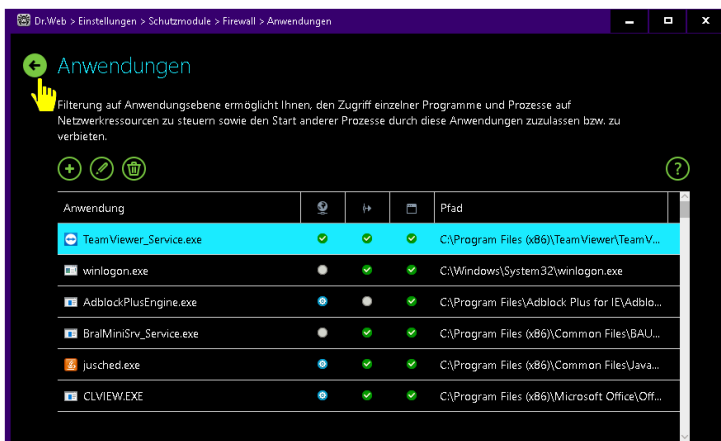 Dr.Web > Einstellungen > Schutzmodule > Firewall > Anwendungen
Anwendungen
Filterung auf Anwendungsebene ermöglicht Ihnen, den Zugriff einzelner Programme und Prozesse auf
Netzwerkressourcen zu steuern sowie den Start anderer Prozesse durch diese Anwendungen zuzulassen bzw. zu
verbieten.
Anwendung Pfad
TeamViewer_Service.exe C:\Program Files (x86)\TeamViewer\TeamV...
winlogon.exe C:\Windows\System32\winlogon.exe
AdblockPlusEngine.exe C:\Program Files\Adblock Plus for IE\Adblo...
BraIMiniSrv_Service.exe C:\Program Files (x86)\Common Files\BAU...
jusched.exe C:\Program Files (x86)\Common Files\Java...
CLVIEW.EXE C:\Program Files (x86)\Microsoft Office\Off...